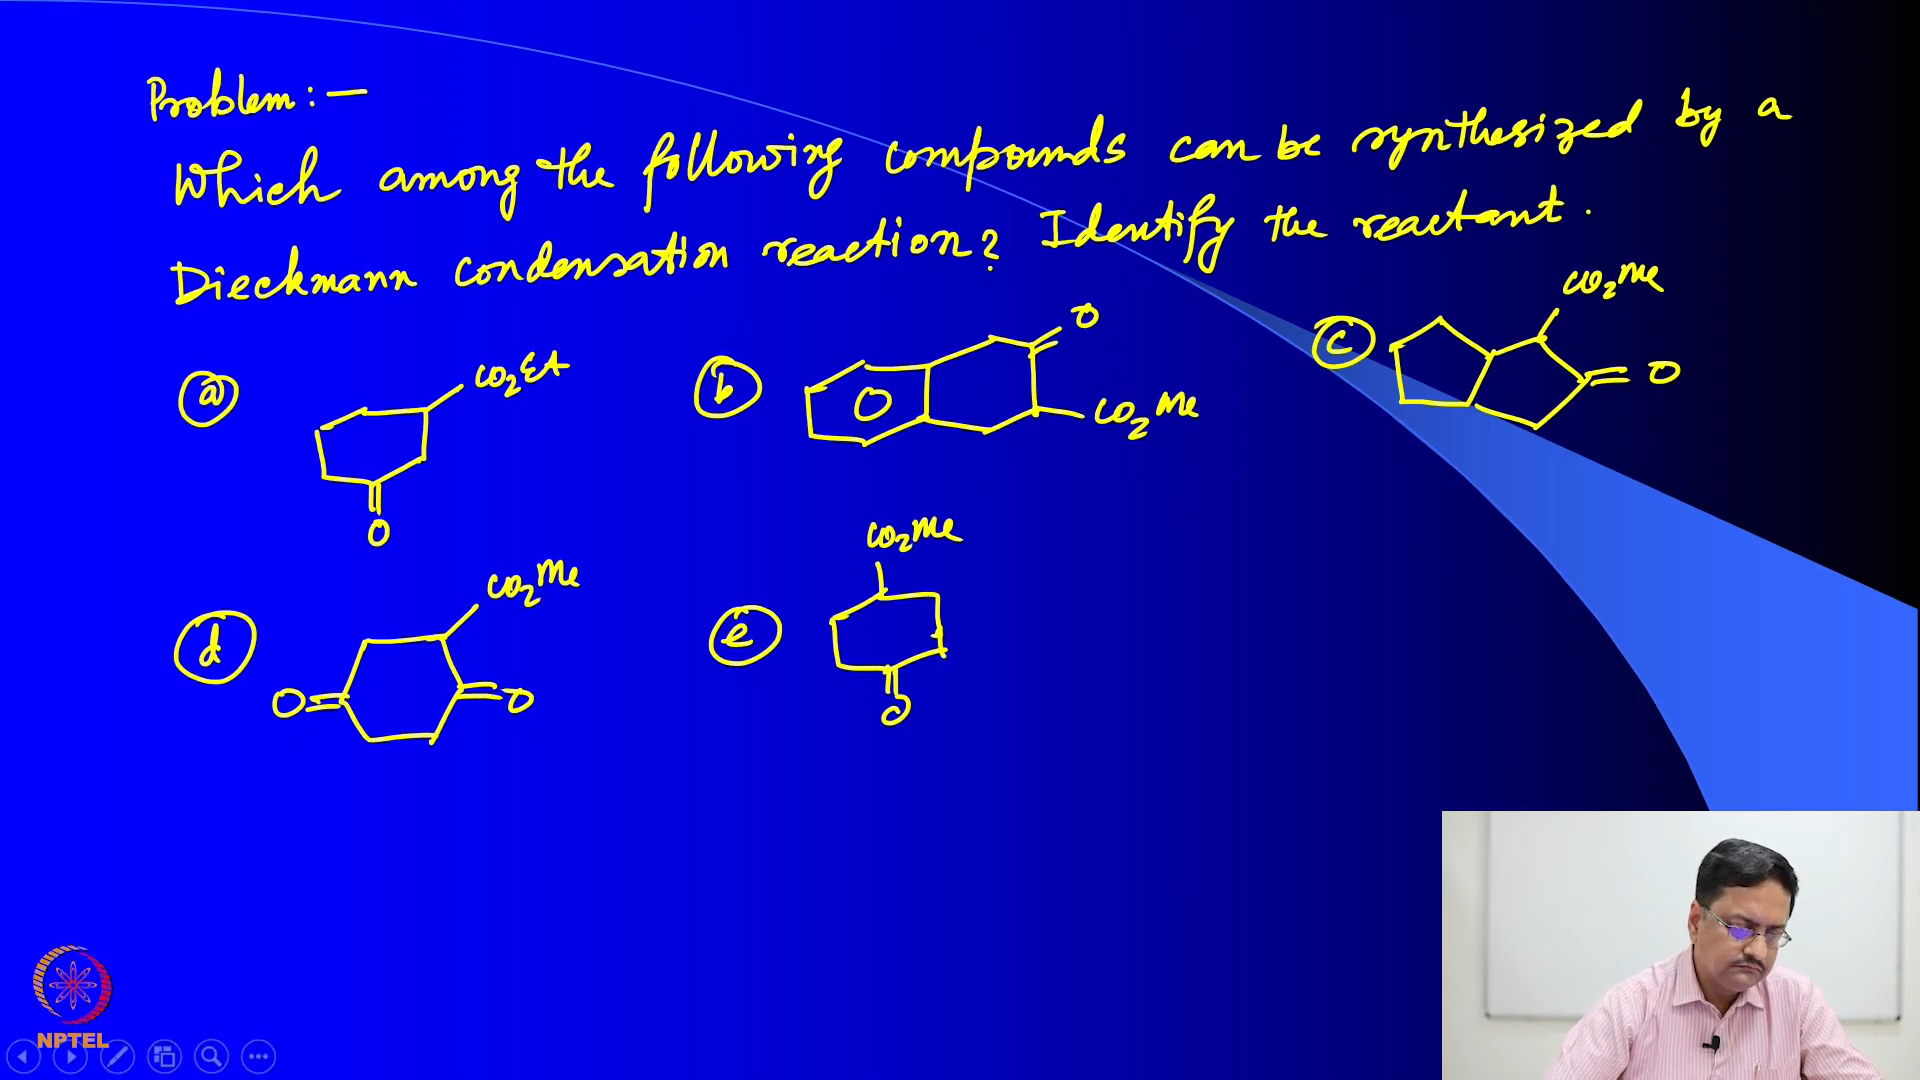 Problem :-
Which among the following compounds can be synthesized by a
Dieckmann condensation reaction? Identify the reactant.
(a) CO2Et O
(b) O CO2Me
(c) CO2Me O
(d) CO2Me O O
(e) CO2Me O
NPTEL